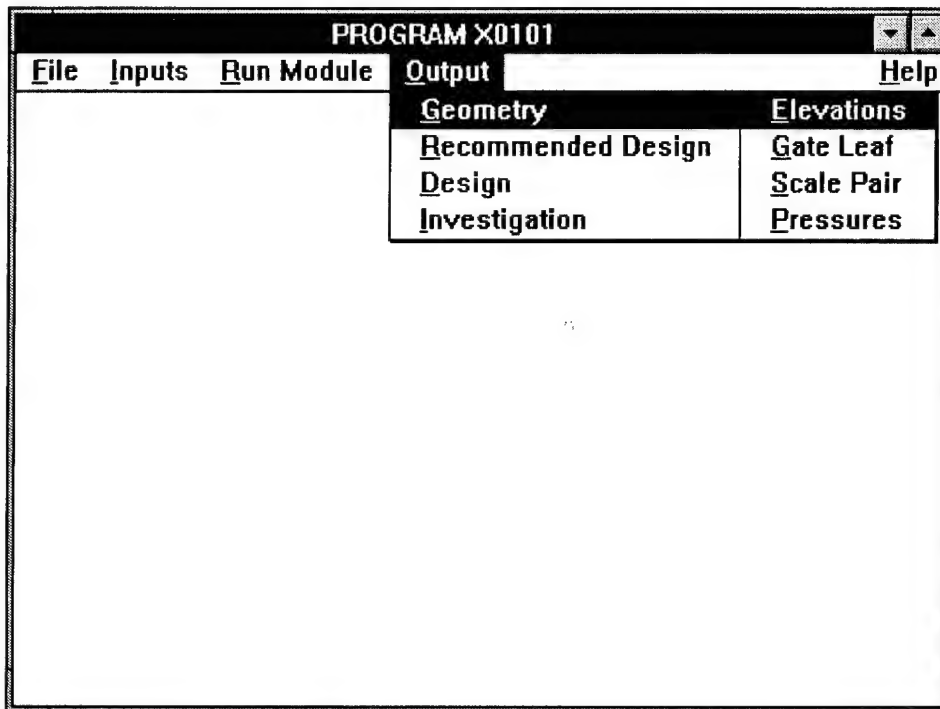 PROGRAM X0101
File Inputs Run Module Output Help
Geometry Elevations
Recommended Design Gate Leaf
Design Scale Pair
Investigation Pressures